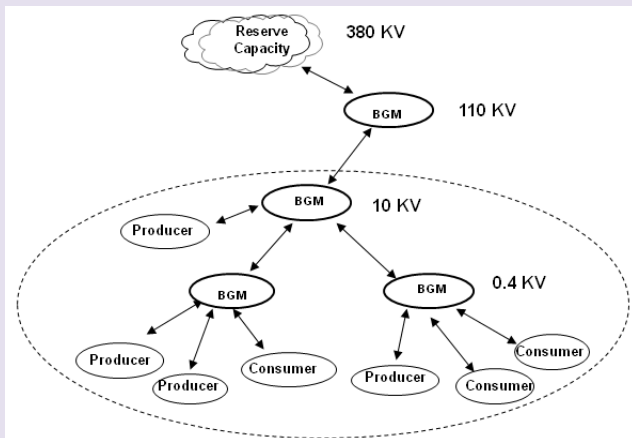 Reserve
Capacity
380 KV
BGM
110 KV
BGM
10 KV
Producer
BGM
BGM
0.4 KV
Producer
Producer
Consumer
Producer
Consumer
Consumer